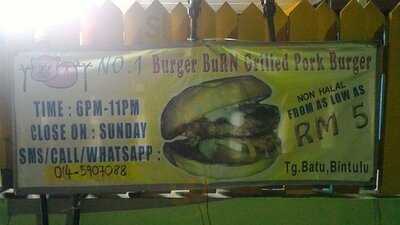 NO.1 Burger BuRN Grilled Pork Burger
TIME : 6PM-11PM
CLOSE ON : SUNDAY
SMS/CALL/WHATSAPP :
014-5907088
NON HALAL
FROM AS LOW AS
RM 5
Tg.Batu,Bintulu